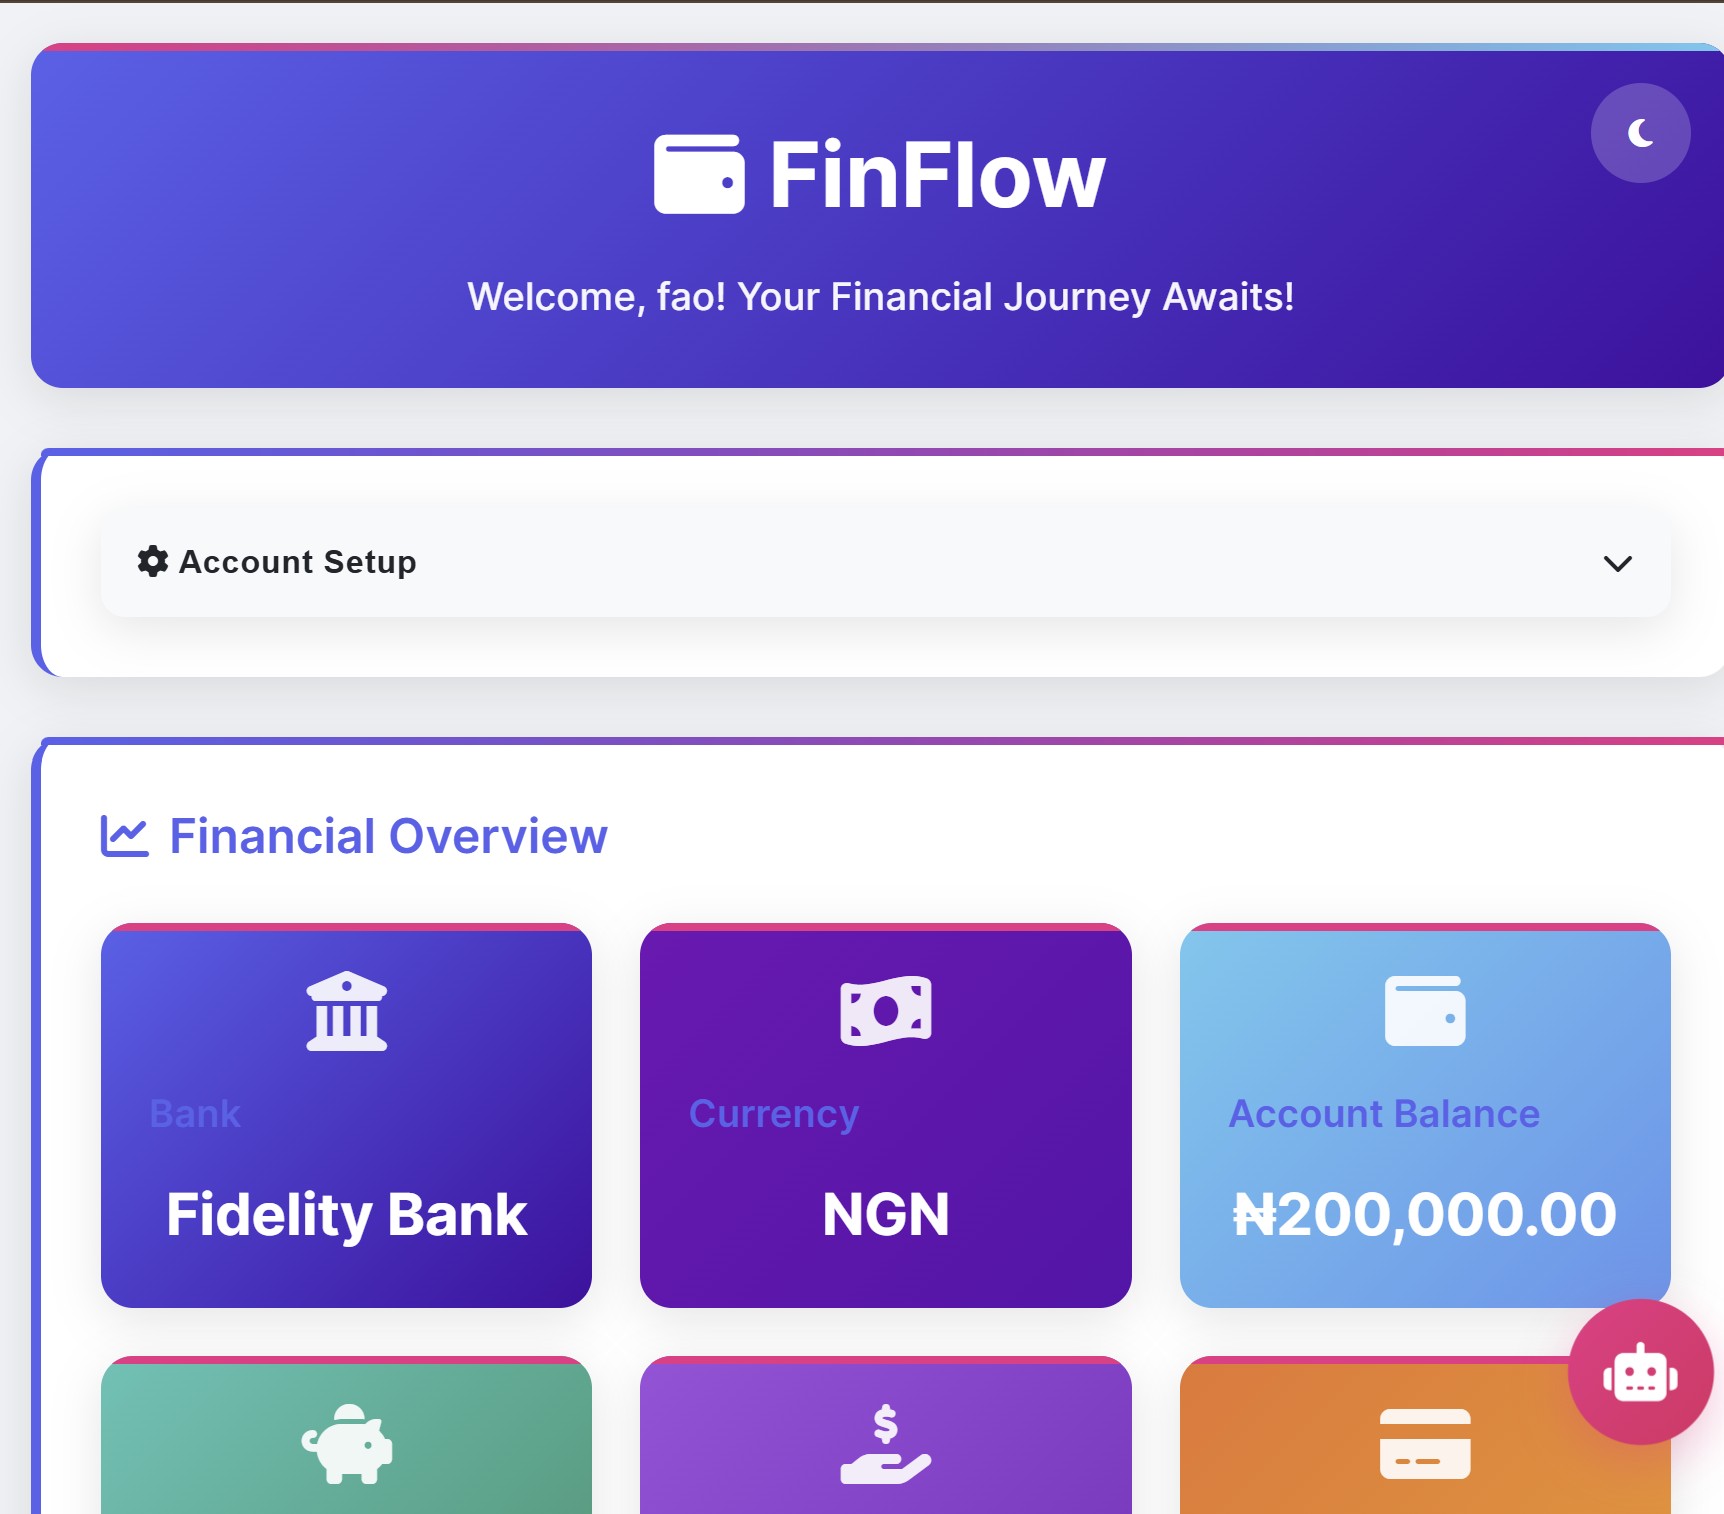 FinFlow
Welcome, fao! Your Financial Journey Awaits!
Account Setup
Financial Overview
Bank
Fidelity Bank
Currency
NGN
Account Balance
₦200,000.00